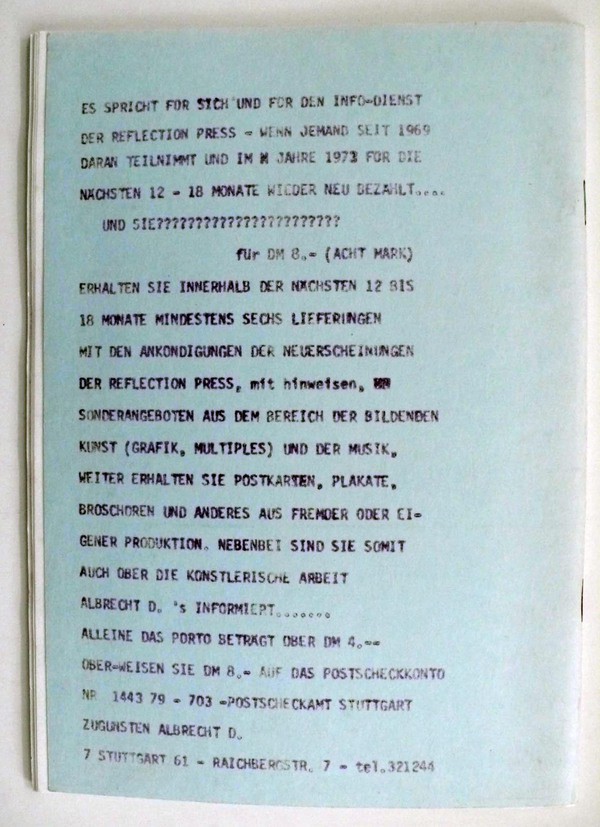 ES SPRICHT FÜR SICH UND FÜR DEN INFO-DIENST
DER REFLECTION PRESS - WENN JEMAND SEIT 1969
DARAN TEILNIMMT UND IM JAHRE 1973 FÜR DIE
NÄCHSTEN 12 - 18 MONATE WIEDER NEU BEZAHLT....
UND SIE???????????????????????
für DM 8.- (ACHT MARK)
ERHALTEN SIE INNERHALB DER NÄCHSTEN 12 BIS
18 MONATE MINDESTENS SECHS LIEFERUNGEN
MIT DEN ANKÜNDIGUNGEN DER NEUERSCHEINUNGEN
DER REFLECTION PRESS, mit hinweisen,
SONDERANGEBOTEN AUS DEM BEREICH DER BILDENDEN
KUNST (GRAFIK, MULTIPLES) UND DER MUSIK,
WEITER ERHALTEN SIE POSTKARTEN, PLAKATE,
BROSCHÜREN UND ANDERES AUS FREMDER ODER EI-
GENER PRODUKTION. NEBENBEI SIND SIE SOMIT
AUCH ÜBER DIE KÜNSTLERISCHE ARBEIT
ALBRECHT D. 's INFORMIERT.......
ALLEINE DAS PORTO BETRÄGT ÜBER DM 4.--
ÜBER-WEISEN SIE DM 8.- AUF DAS POSTSCHECKKONTO
NR 1443 79 - 703 -POSTSCHECKAMT STUTTGART
ZUGUNSTEN ALBRECHT D.
7 STUTTGART 61 - RAICHBERGSTR. 7 - tel.321244